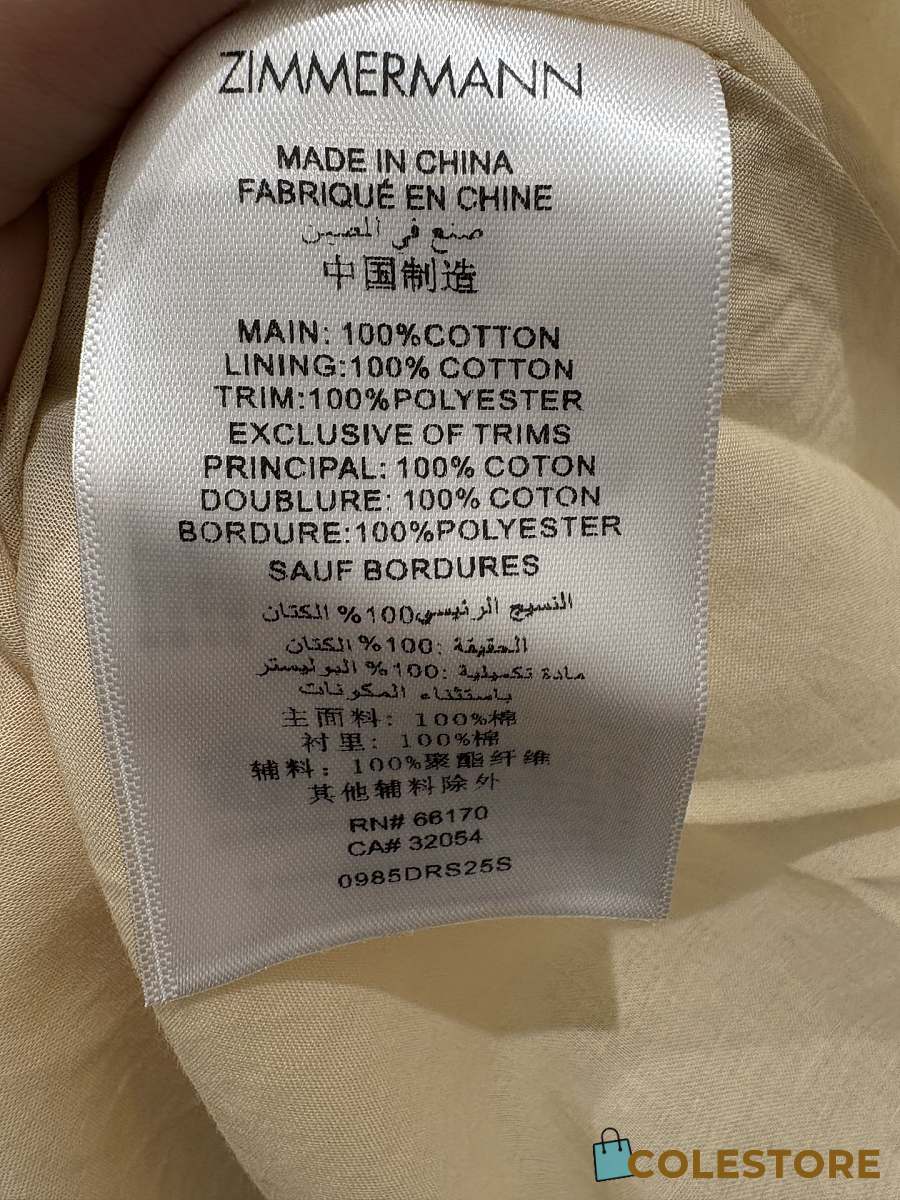 ZIMMERMANN
MADE IN CHINA
FABRIQUÉ EN CHINE
صنع في الصين
中国制造
MAIN: 100%COTTON
LINING:100% COTTON
TRIM:100%POLYESTER
EXCLUSIVE OF TRIMS
PRINCIPAL: 100% COTON
DOUBLURE: 100% COTON
BORDURE:100%POLYESTER
SAUF BORDURES
النسيج الرئيسي100% الكتان
الحقيقة :100% الكتان
مادة تكميلية :100% البوليستر
باستثناء المكونات
主面料: 100%棉
衬里: 100%棉
辅料: 100%聚酯纤维
其他辅料除外
RN# 66170
CA# 32054
0985DRS25S
COLESTORE